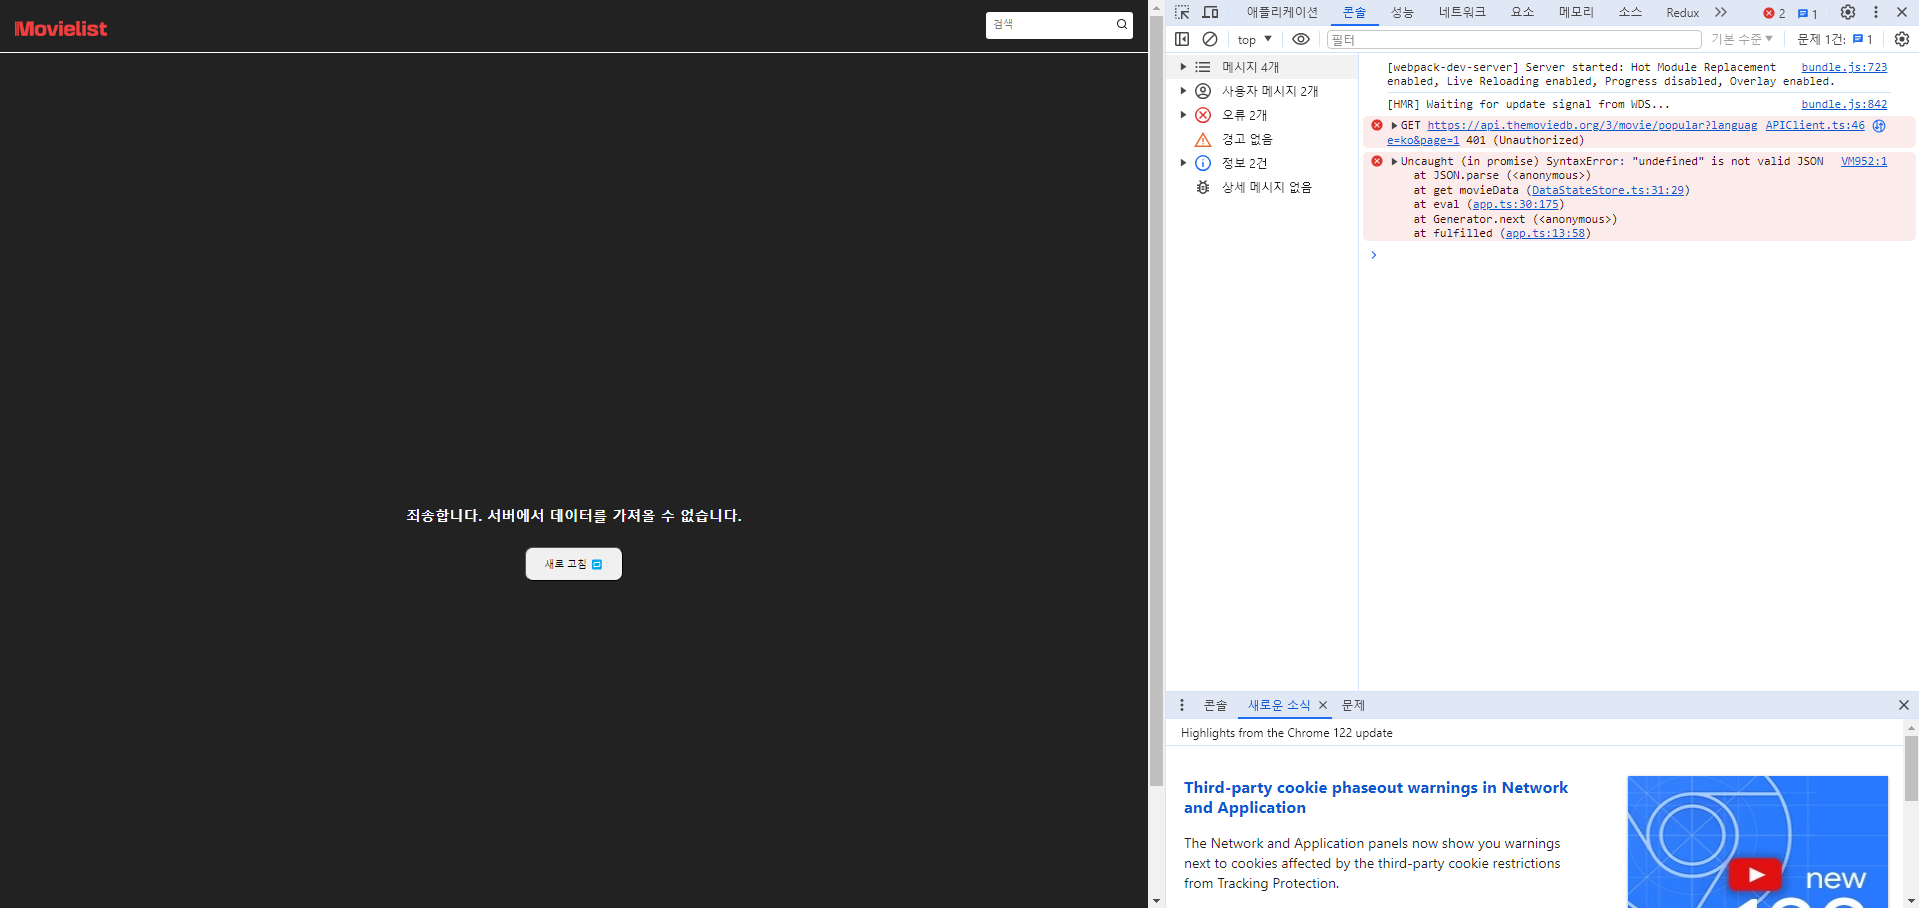 Movielist
검색
죄송합니다. 서버에서 데이터를 가져올 수 없습니다.
새로 고침
애플리케이션 콘솔 성능 네트워크 요소 메모리 소스 Redux 2 1
top 필터 기본 수준 문제 1건: 1
메시지 4개
사용자 메시지 2개
오류 2개
경고 없음
정보 2건
상세 메시지 없음
[webpack-dev-server] Server started: Hot Module Replacement bundle.js:723
enabled, Live Reloading enabled, Progress disabled, Overlay enabled.
[HMR] Waiting for update signal from WDS... bundle.js:842
GET https://api.themoviedb.org/3/movie/popular?languag APIClient.ts:46
e=ko&page=1 401 (Unauthorized)
Uncaught (in promise) SyntaxError: "undefined" is not valid JSON VM952:1
at JSON.parse (<anonymous>)
at get movieData (DataStateStore.ts:31:29)
at eval (app.ts:30:175)
at Generator.next (<anonymous>)
at fulfilled (app.ts:13:58)
콘솔 새로운 소식 문제
Highlights from the Chrome 122 update
Third-party cookie phaseout warnings in Network
and Application
The Network and Application panels now show you warnings
next to cookies affected by the third-party cookie restrictions
from Tracking Protection.
new